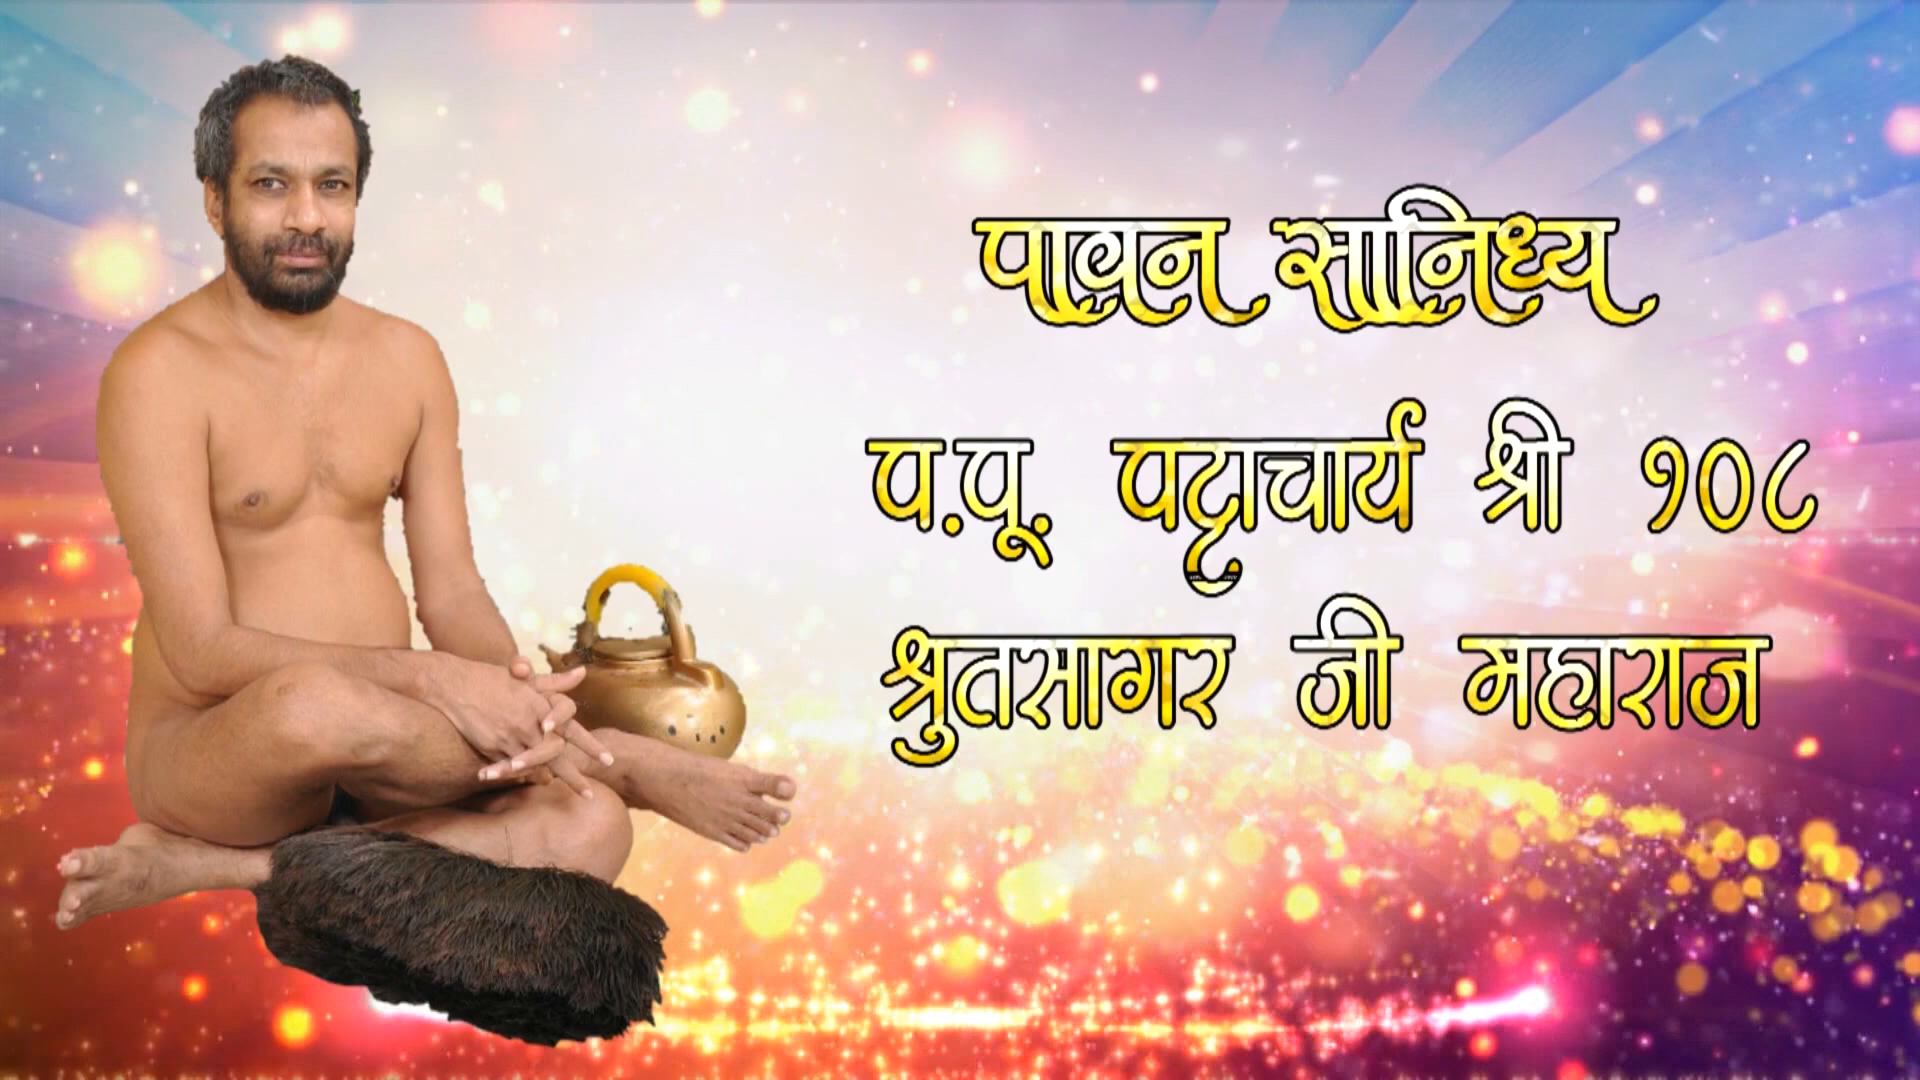 पावन सानिध्य
प.पू. पट्टाचार्य श्री १०८
श्रुतसागर जी महाराज